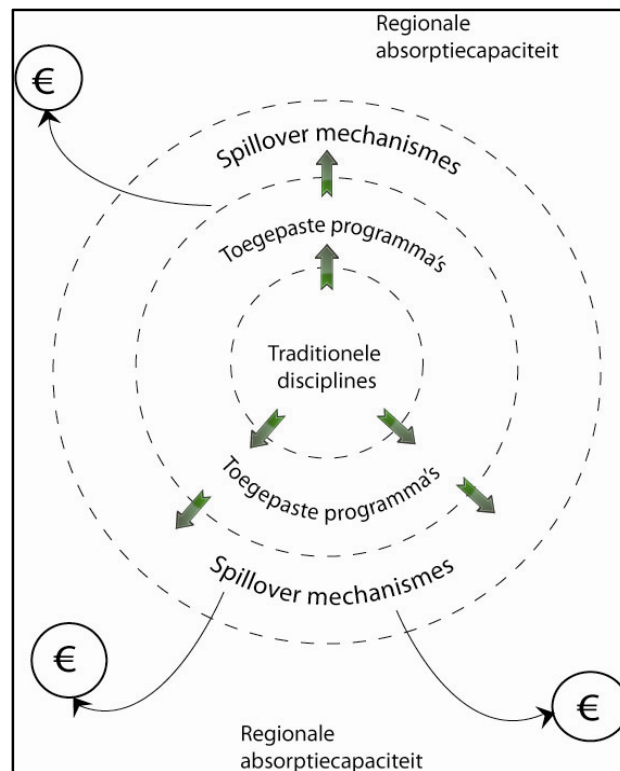 Regionale
absorptiecapaciteit
€
Spillover mechanismes
Toegepaste programma's
Traditionele
disciplines
Toegepaste programma's
Spillover mechanismes
€
€
Regionale
absorptiecapaciteit